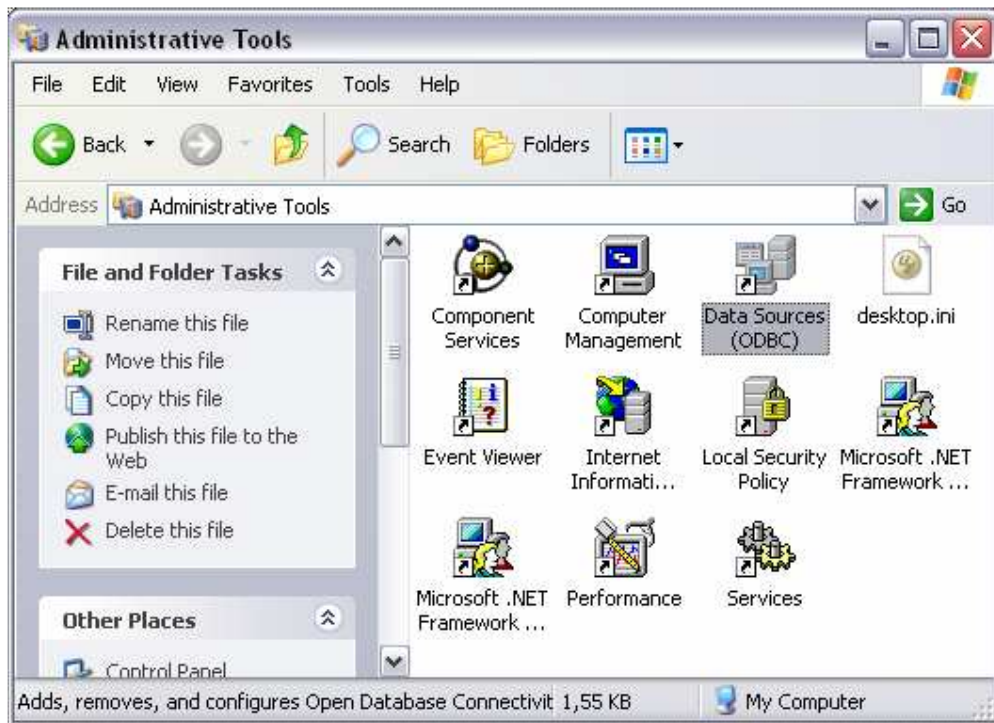 Administrative Tools
File Edit View Favorites Tools Help
Back Search Folders
Address Administrative Tools Go
File and Folder Tasks
Rename this file
Move this file
Copy this file
Publish this file to the
Web
E-mail this file
Delete this file
Other Places
Control Panel
Component
Services
Computer
Management
Data Sources
(ODBC)
desktop.ini
Event Viewer
Internet
Informati...
Local Security
Policy
Microsoft .NET
Framework ...
Microsoft .NET
Framework ...
Performance
Services
Adds, removes, and configures Open Database Connectivit 1,55 KB My Computer